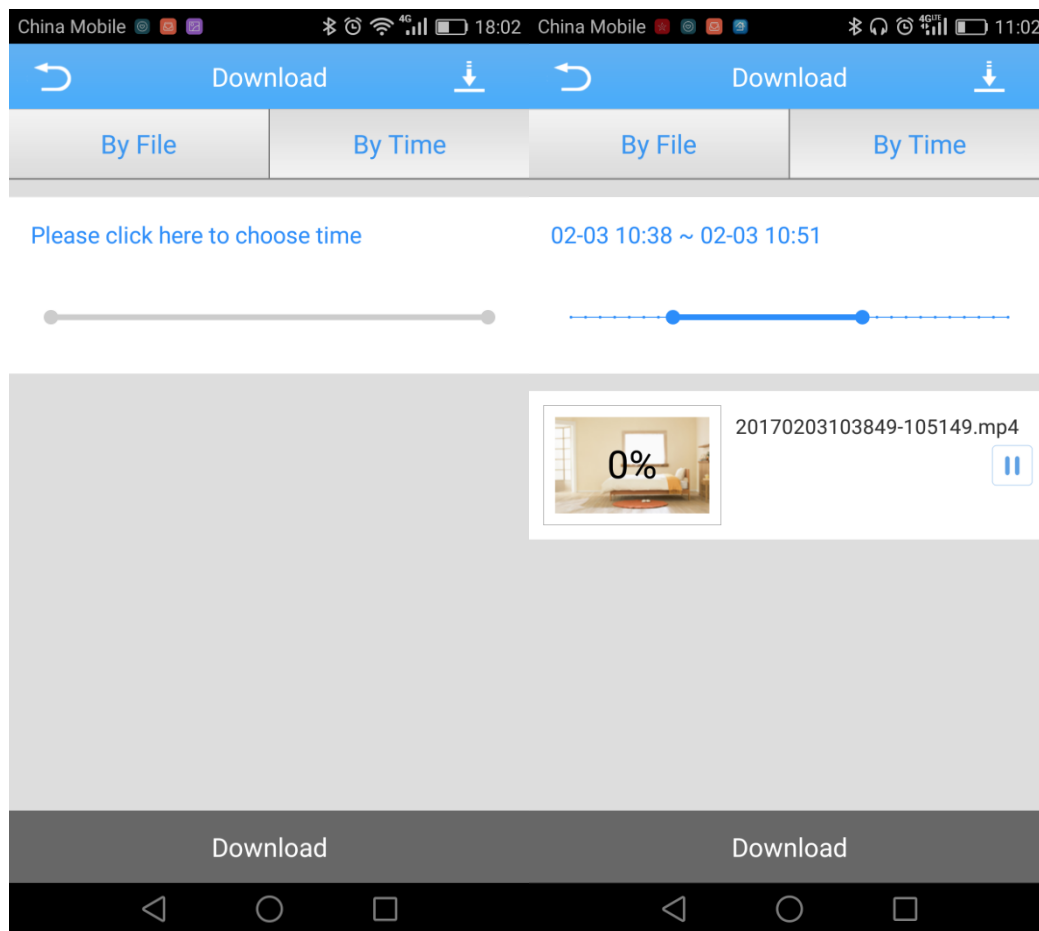 China Mobile 4G 18:02
Download
By File By Time
Please click here to choose time
Download
China Mobile 4G LTE 11:02
Download
By File By Time
02-03 10:38 ~ 02-03 10:51
0%
20170203103849-105149.mp4
Download